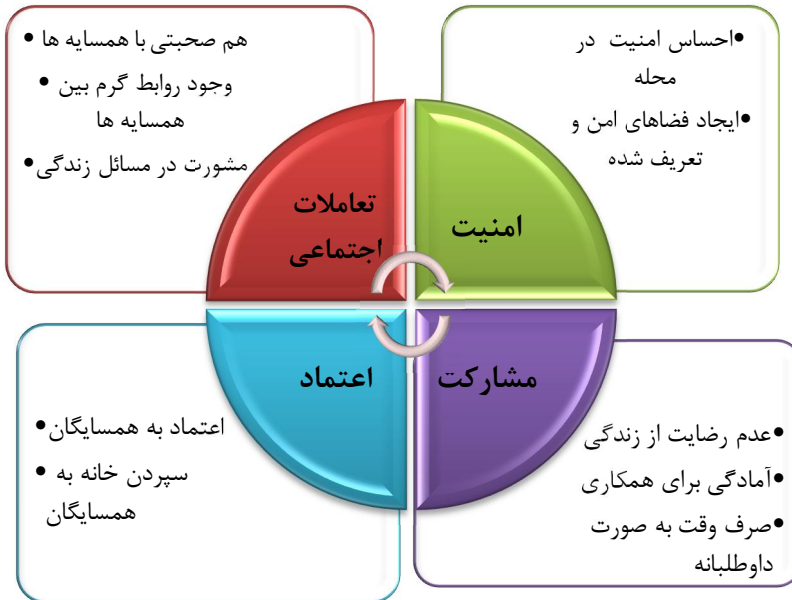 •احساس امنیت در
محله
•ایجاد فضاهای امن و
تعریف شده
هم صحبتی با همسایه ها •
وجود روابط گرم بین •
همسایه ها
مشورت در مسائل زندگی •
امنیت
تعاملات
اجتماعی
مشارکت
اعتماد
•عدم رضایت از زندگی
•آمادگی برای همکاری
•صرف وقت به صورت
داوطلبانه
اعتماد به همسایگان •
سپردن خانه به •
همسایگان